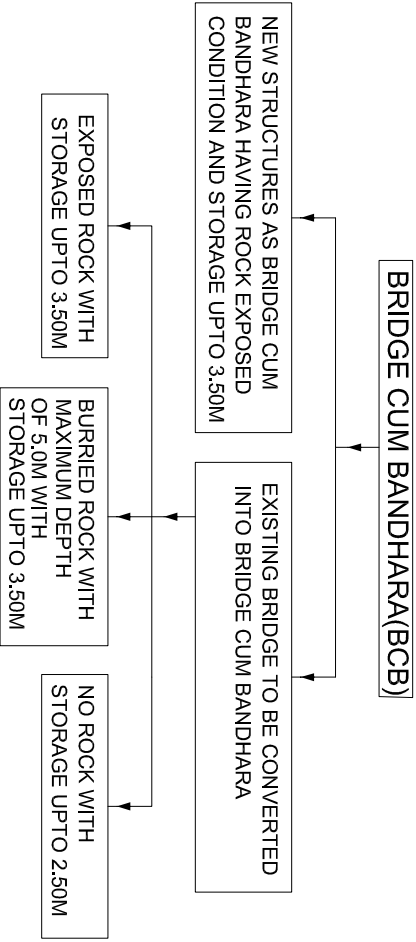 BRIDGE CUM BANDHARA(BCB)
NEW STRUCTURES AS BRIDGE CUM
BANDHARA HAVING ROCK EXPOSED
CONDITION AND STORAGE UPTO 3.50M
EXISTING BRIDGE TO BE CONVERTED
INTO BRIDGE CUM BANDHARA
EXPOSED ROCK WITH
STORAGE UPTO 3.50M
BURRIED ROCK WITH
MAXIMUM DEPTH
OF 5.0M WITH
STORAGE UPTO 3.50M
NO ROCK WITH
STORAGE UPTO 2.50M